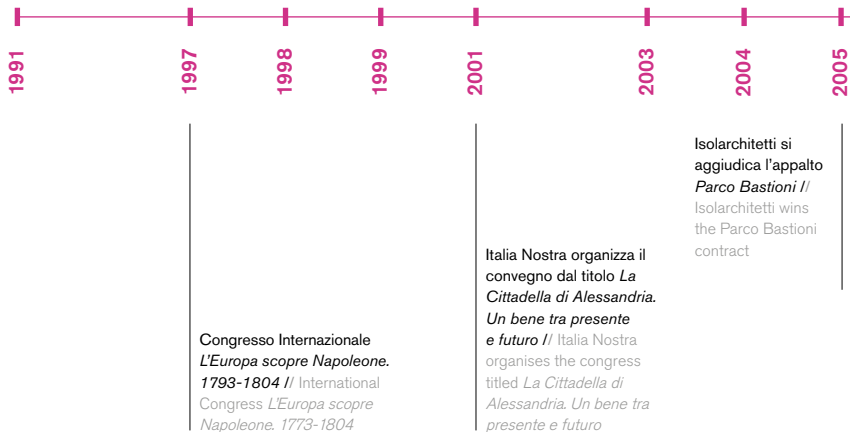 1991
1997
1998
1999
2001
2003
2004
2005
Congresso Internazionale
L'Europa scopre Napoleone.
1793-1804 // International
Congress L'Europa scopre
Napoleone. 1773-1804
Italia Nostra organizza il
convegno dal titolo La
Cittadella di Alessandria.
Un bene tra presente
e futuro // Italia Nostra
organises the congress
titled La Cittadella di
Alessandria. Un bene tra
presente e futuro
Isolarchitetti si
aggiudica l'appalto
Parco Bastioni //
Isolarchitetti wins
the Parco Bastioni
contract